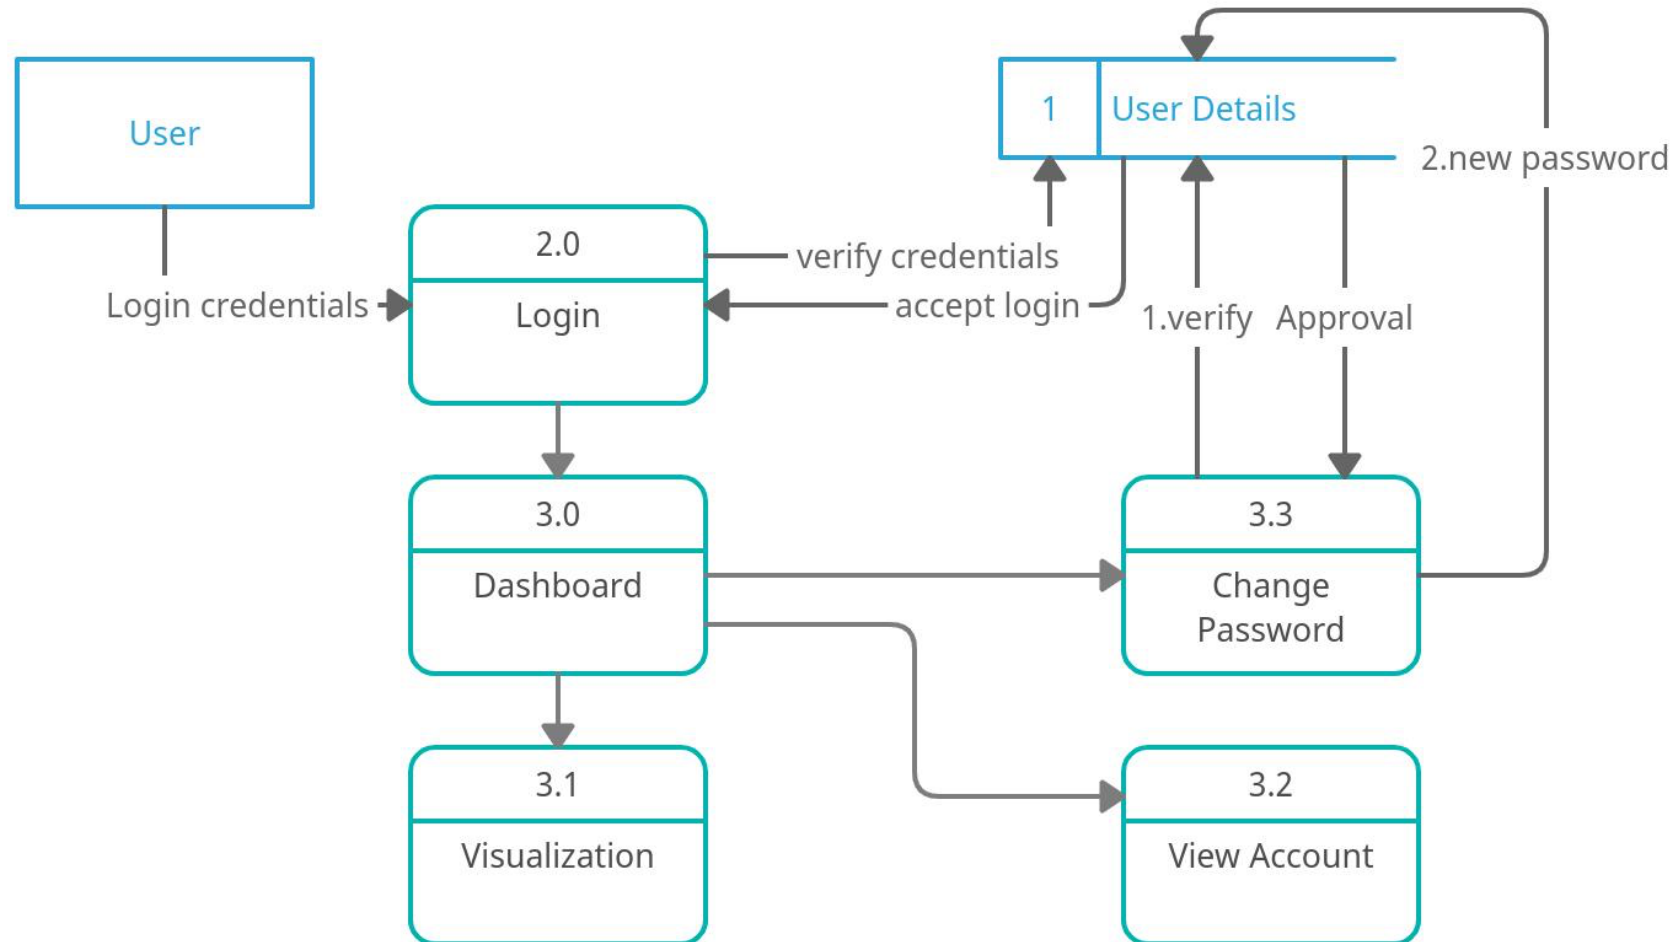 User
1
User Details
2.new password
2.0
Login
verify credentials
Login credentials
accept login
1.verify
Approval
3.0
Dashboard
3.3
Change
Password
3.1
Visualization
3.2
View Account